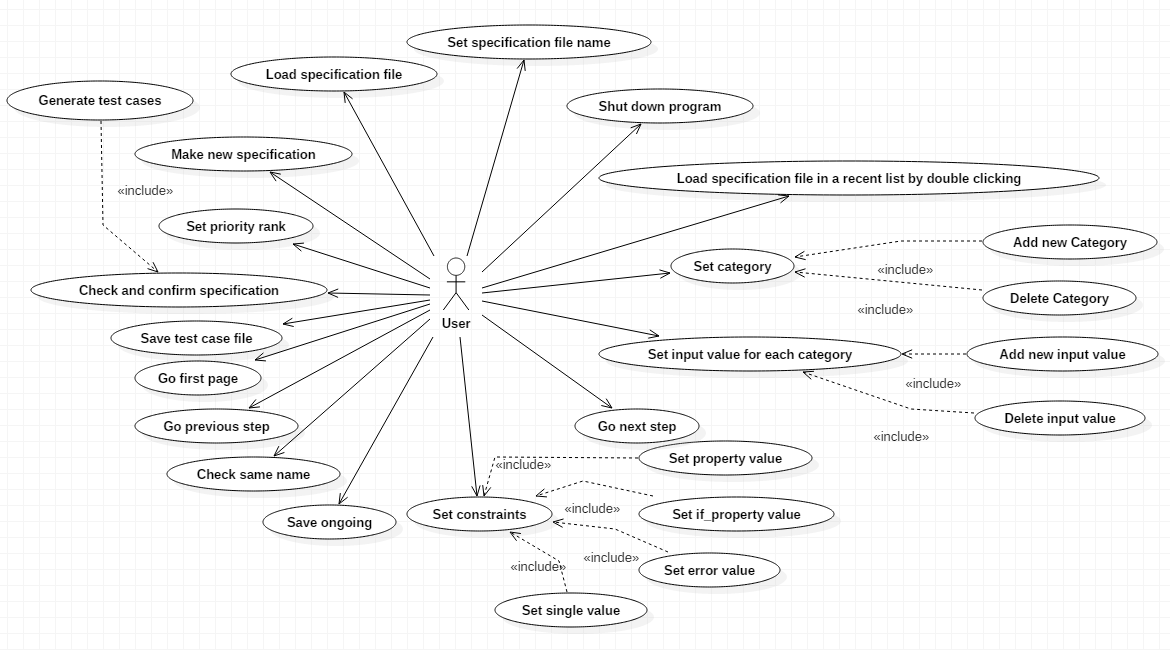 Set specification file name
Load specification file
Generate test cases
Shut down program
Make new specification
Load specification file in a recent list by double clicking
«include»
Set priority rank
Add new Category
Set category
«include»
Check and confirm specification
Delete Category
«include»
User
Save test case file
Set input value for each category
Add new input value
Go first page
«include»
Delete input value
Go previous step
Go next step
«include»
Set property value
«include»
Check same name
Set if_property value
Set constraints
«include»
Save ongoing
«include»
«include»
Set error value
Set single value